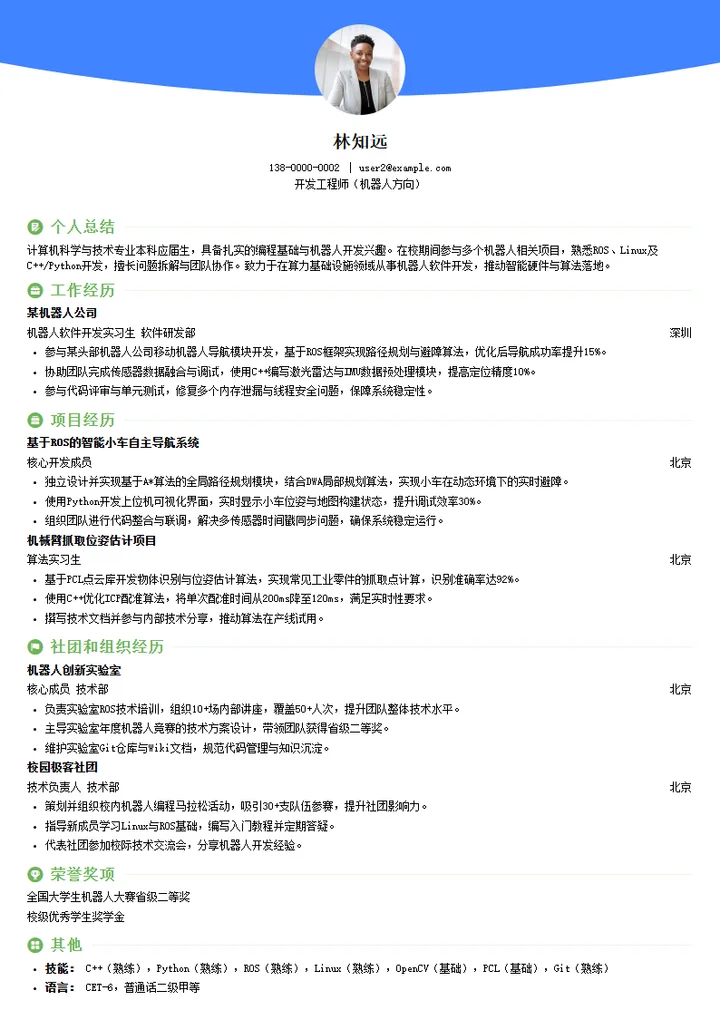 林知远
138-0000-0002 | user2@example.com
开发工程师（机器人方向）
个人总结
计算机科学与技术专业本科应届生，具备扎实的编程基础与机器人开发兴趣。在校期间参与多个机器人相关项目，熟悉ROS、Linux及
C++/Python开发，擅长问题拆解与团队协作。致力于在算力基础设施领域从事机器人软件开发，推动智能硬件与算法落地。
工作经历
某机器人公司
机器人软件开发实习生 软件研发部 深圳
• 参与某头部机器人公司移动机器人导航模块开发，基于ROS框架实现路径规划与避障算法，优化后导航成功率提升15%。
• 协助团队完成传感器数据融合与调试，使用C++编写激光雷达与IMU数据预处理模块，提高定位精度10%。
• 参与代码评审与单元测试，修复多个内存泄漏与线程安全问题，保障系统稳定性。
项目经历
基于ROS的智能小车自主导航系统
核心开发成员 北京
• 独立设计并实现基于A*算法的全局路径规划模块，结合DWA局部规划算法，实现小车在动态环境下的实时避障。
• 使用Python开发上位机可视化界面，实时显示小车位姿与地图构建状态，提升调试效率30%。
• 组织团队进行代码整合与联调，解决多传感器时间戳同步问题，确保系统稳定运行。
机械臂抓取位姿估计项目
算法实习生 北京
• 基于PCL点云库开发物体识别与位姿估计算法，实现常见工业零件的抓取点计算，识别准确率达92%。
• 使用C++优化ICP配准算法，将单次配准时间从200ms降至120ms，满足实时性要求。
• 撰写技术文档并参与内部技术分享，推动算法在产线试用。
社团和组织经历
机器人创新实验室
核心成员 技术部 北京
• 负责实验室ROS技术培训，组织10+场内部讲座，覆盖50+人次，提升团队整体技术水平。
• 主导实验室年度机器人竞赛的技术方案设计，带领团队获得省级二等奖。
• 维护实验室Git仓库与Wiki文档，规范代码管理与知识沉淀。
校园极客社团
技术负责人 技术部 北京
• 策划并组织校内机器人编程马拉松活动，吸引30+支队伍参赛，提升社团影响力。
• 指导新成员学习Linux与ROS基础，编写入门教程并定期答疑。
• 代表社团参加校际技术交流会，分享机器人开发经验。
荣誉奖项
全国大学生机器人大赛省级二等奖
校级优秀学生奖学金
其他
• 技能： C++（熟练），Python（熟练），ROS（熟练），Linux（熟练），OpenCV（基础），PCL（基础），Git（熟练）
• 语言： CET-6，普通话二级甲等